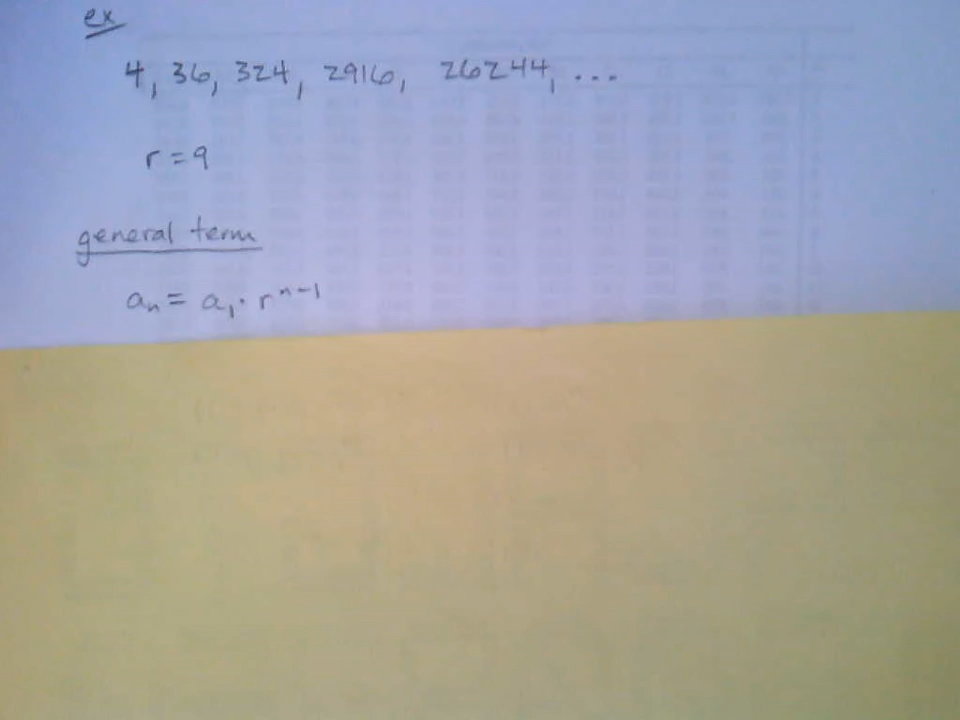 ex
4, 36, 324, 2916, 26244, ...
r = 9
general term
aₙ = a₁ · rⁿ⁻¹